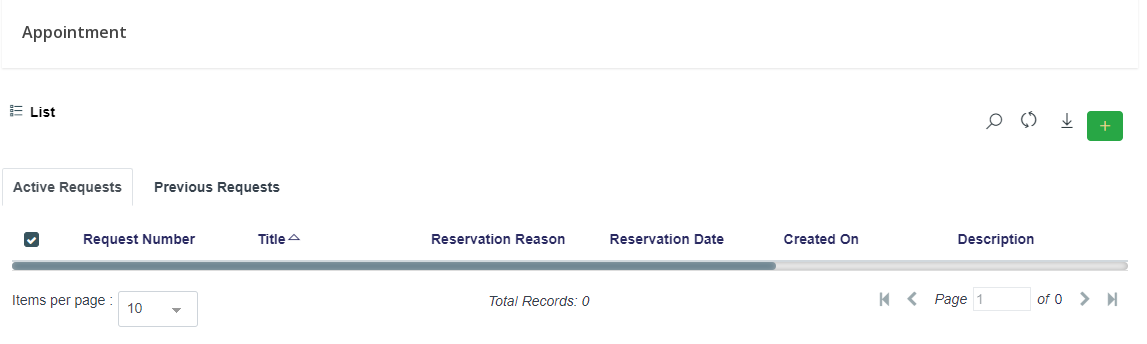 Appointment
List
+
Active Requests Previous Requests
Request Number Title Reservation Reason Reservation Date Created On Description
Items per page : 10 Total Records: 0 Page 1 of 0